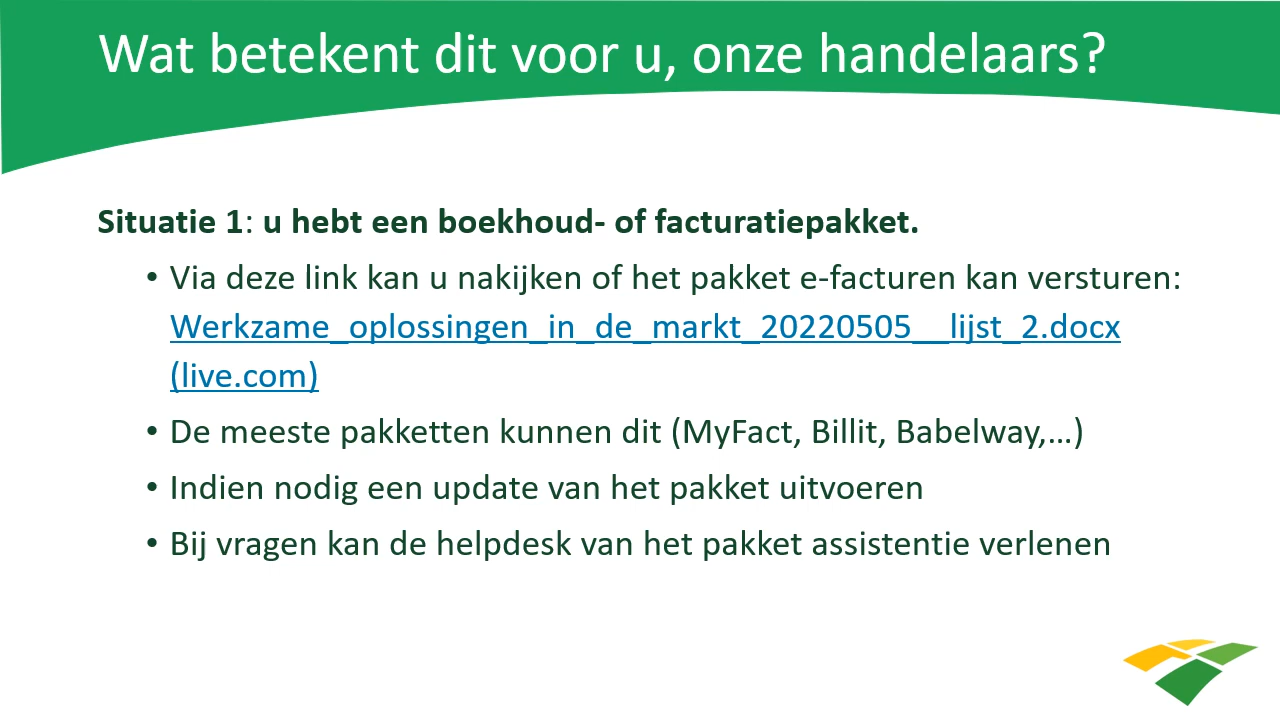 Wat betekent dit voor u, onze handelaars?
Situatie 1: u hebt een boekhoud- of facturatiepakket.
• Via deze link kan u nakijken of het pakket e-facturen kan versturen:
Werkzame_oplossingen_in_de_markt_20220505__lijst_2.docx
(live.com)
• De meeste pakketten kunnen dit (MyFact, Billit, Babelway,…)
• Indien nodig een update van het pakket uitvoeren
• Bij vragen kan de helpdesk van het pakket assistentie verlenen